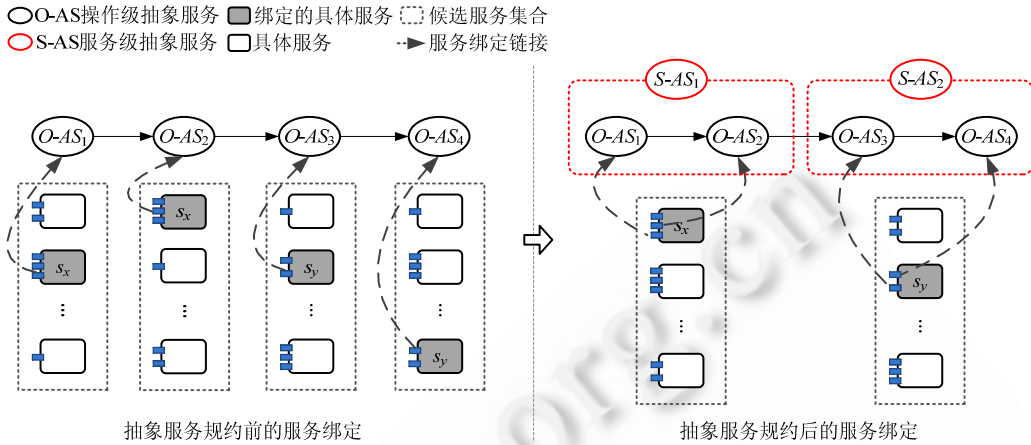 O-AS操作级抽象服务 绑定的具体服务 候选服务集合
S-AS服务级抽象服务 具体服务 服务绑定链接
S-AS1 S-AS2
O-AS1 O-AS2 O-AS3 O-AS4 O-AS1 O-AS2 O-AS3 O-AS4
sx sx
sx sy sy
... ... ... ... ...
sy
抽象服务规约前的服务绑定 抽象服务规约后的服务绑定
org.cn